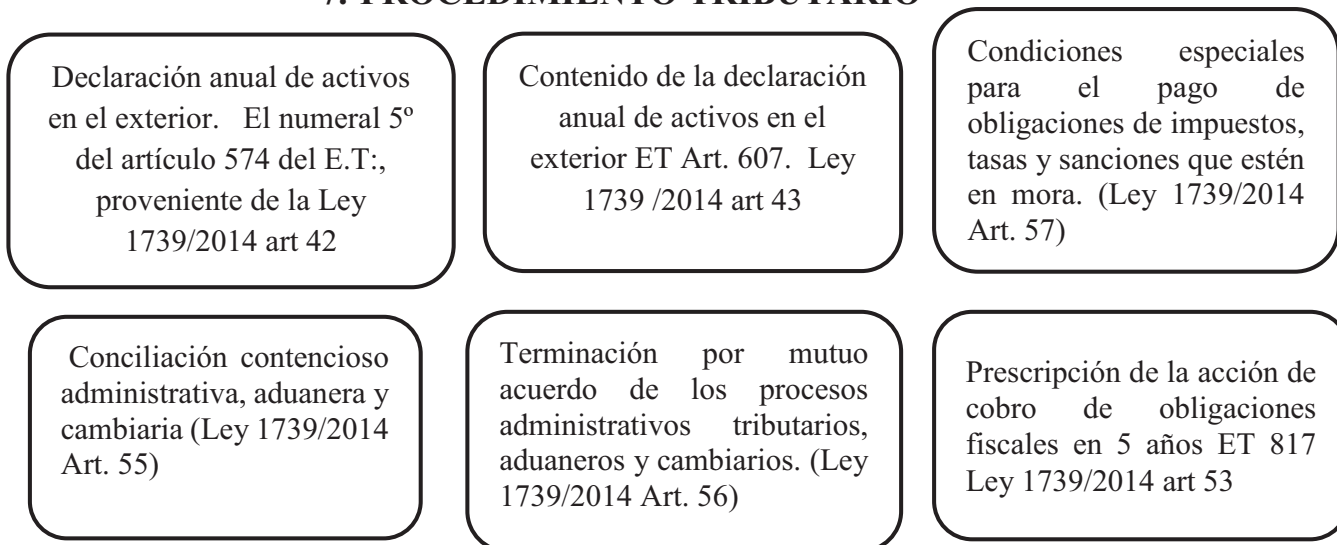 7. PROCEDIMIENTO TRIBUTARIO
Declaración anual de activos
en el exterior. El numeral 5º
del artículo 574 del E.T:,
proveniente de la Ley
1739/2014 art 42
Contenido de la declaración
anual de activos en el
exterior ET Art. 607. Ley
1739 /2014 art 43
Condiciones especiales
para el pago de
obligaciones de impuestos,
tasas y sanciones que estén
en mora. (Ley 1739/2014
Art. 57)
Conciliación contencioso
administrativa, aduanera y
cambiaria (Ley 1739/2014
Art. 55)
Terminación por mutuo
acuerdo de los procesos
administrativos tributarios,
aduaneros y cambiarios. (Ley
1739/2014 Art. 56)
Prescripción de la acción de
cobro de obligaciones
fiscales en 5 años ET 817
Ley 1739/2014 art 53